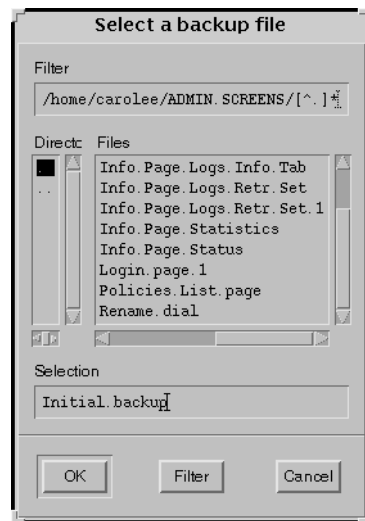 Select a backup file
Filter
/home/carolee/ADMIN.SCREENS/[^.]*
Directc Files
. Info.Page.Logs.Info.Tab
.. Info.Page.Logs.Retr.Set
Info.Page.Logs.Retr.Set.1
Info.Page.Statistics
Info.Page.Status
Login.page.1
Policies.List.page
Rename.dial
Selection
Initial.backup
OK Filter Cancel